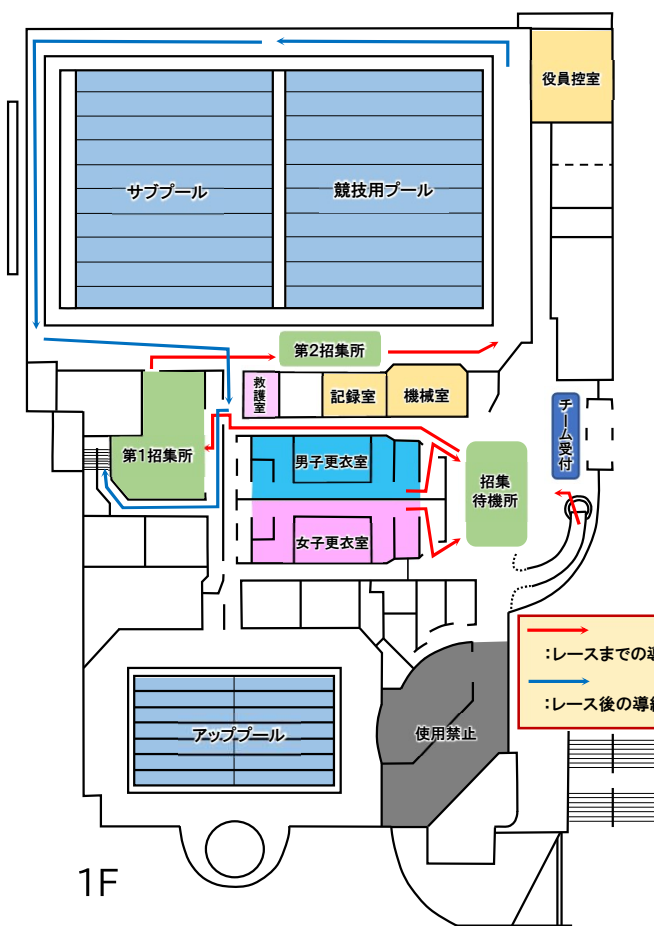 役員控室
サブプール
競技用プール
第2招集所
救護室
記録室
機械室
チーム受付
第1招集所
男子更衣室
招集
待機所
女子更衣室
:レースまでの導
:レース後の導線
アッププール
使用禁止
1F